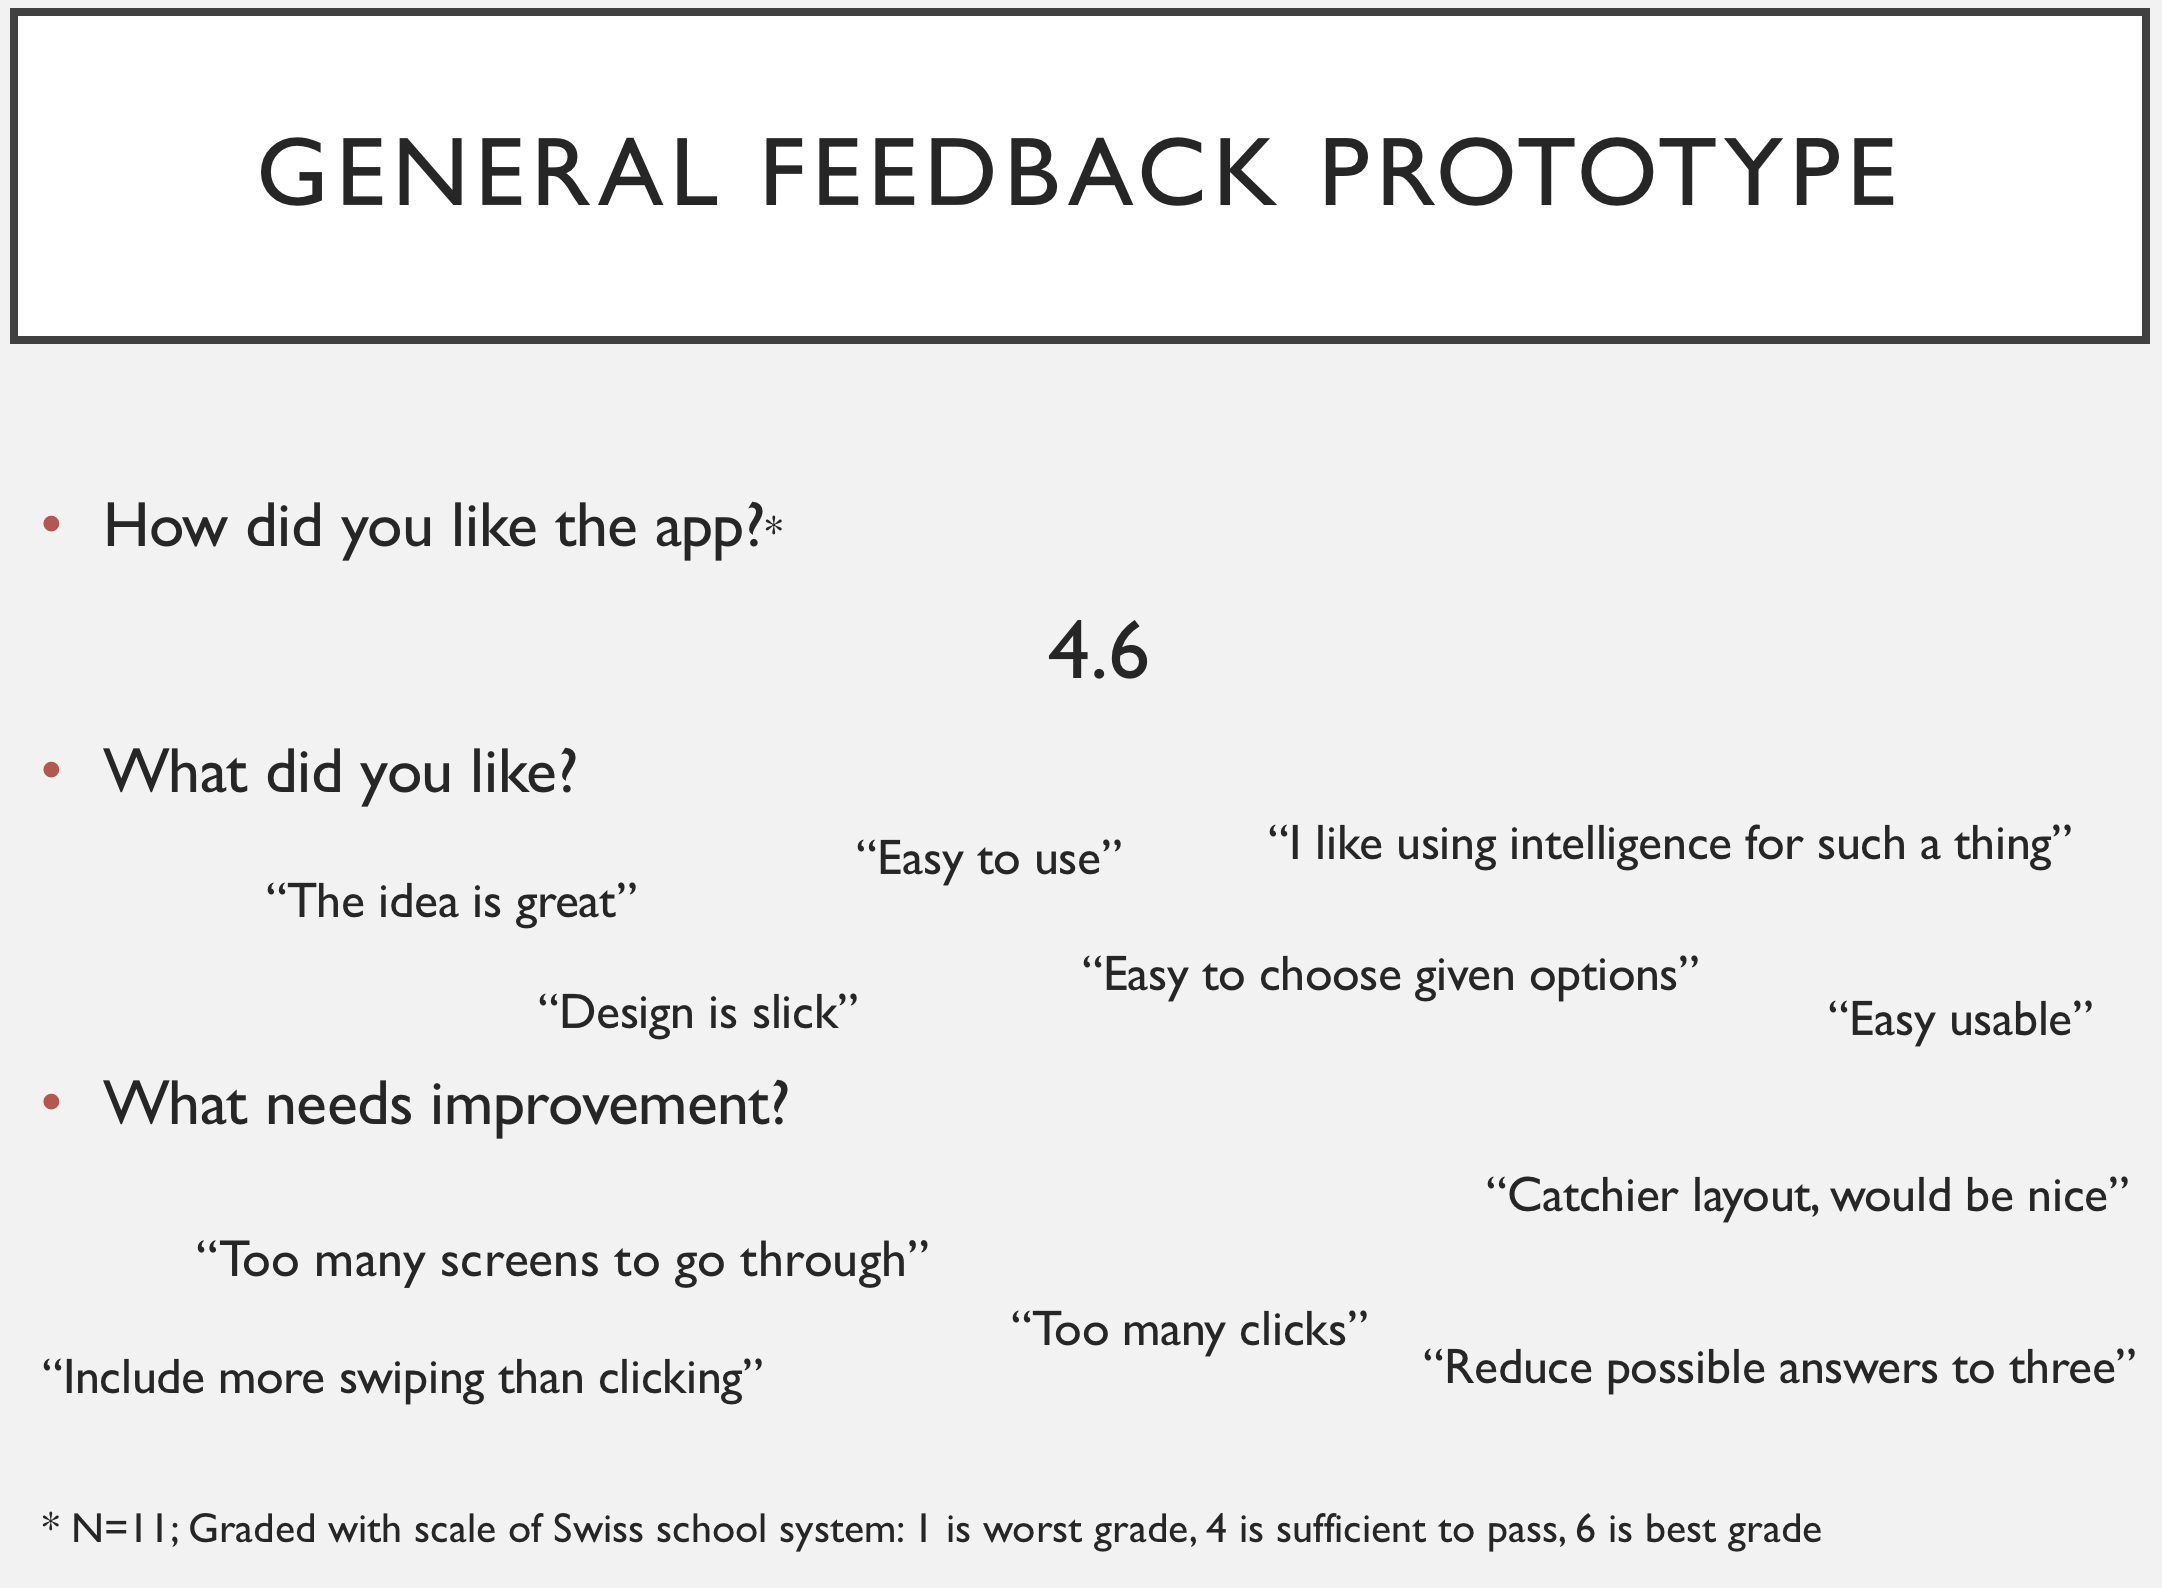 GENERAL FEEDBACK PROTOTYPE
• How did you like the app?*
4.6
• What did you like?
“Easy to use”
“I like using intelligence for such a thing”
“The idea is great”
“Easy to choose given options”
“Design is slick”
“Easy usable”
• What needs improvement?
“Catchier layout, would be nice”
“Too many screens to go through”
“Too many clicks”
“Include more swiping than clicking”
“Reduce possible answers to three”
* N=11; Graded with scale of Swiss school system: 1 is worst grade, 4 is sufficient to pass, 6 is best grade